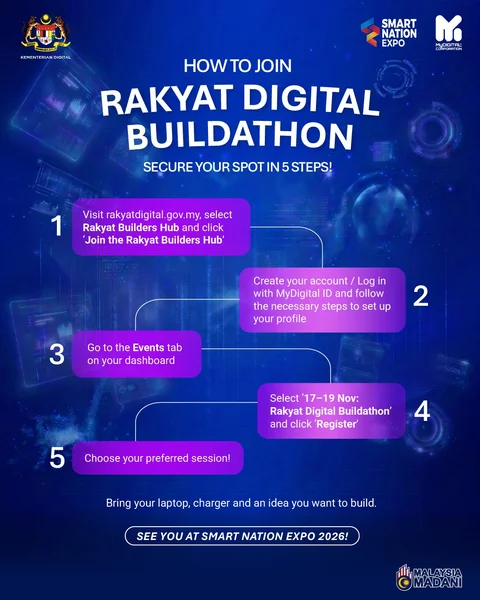 KEMENTERIAN DIGITAL
SMART
NATION
EXPO
MYDIGITAL
CORPORATION
HOW TO JOIN
RAKYAT DIGITAL
BUILDATHON
SECURE YOUR SPOT IN 5 STEPS!
1
Visit rakyatdigital.gov.my, select
Rakyat Builders Hub and click
'Join the Rakyat Builders Hub'
2
Create your account / Log in
with MyDigital ID and follow
the necessary steps to set up
your profile
3
Go to the Events tab
on your dashboard
4
Select '17–19 Nov:
Rakyat Digital Buildathon'
and click 'Register'
5
Choose your preferred session!
Bring your laptop, charger and an idea you want to build.
SEE YOU AT SMART NATION EXPO 2026!
MALAYSIA
MADANI